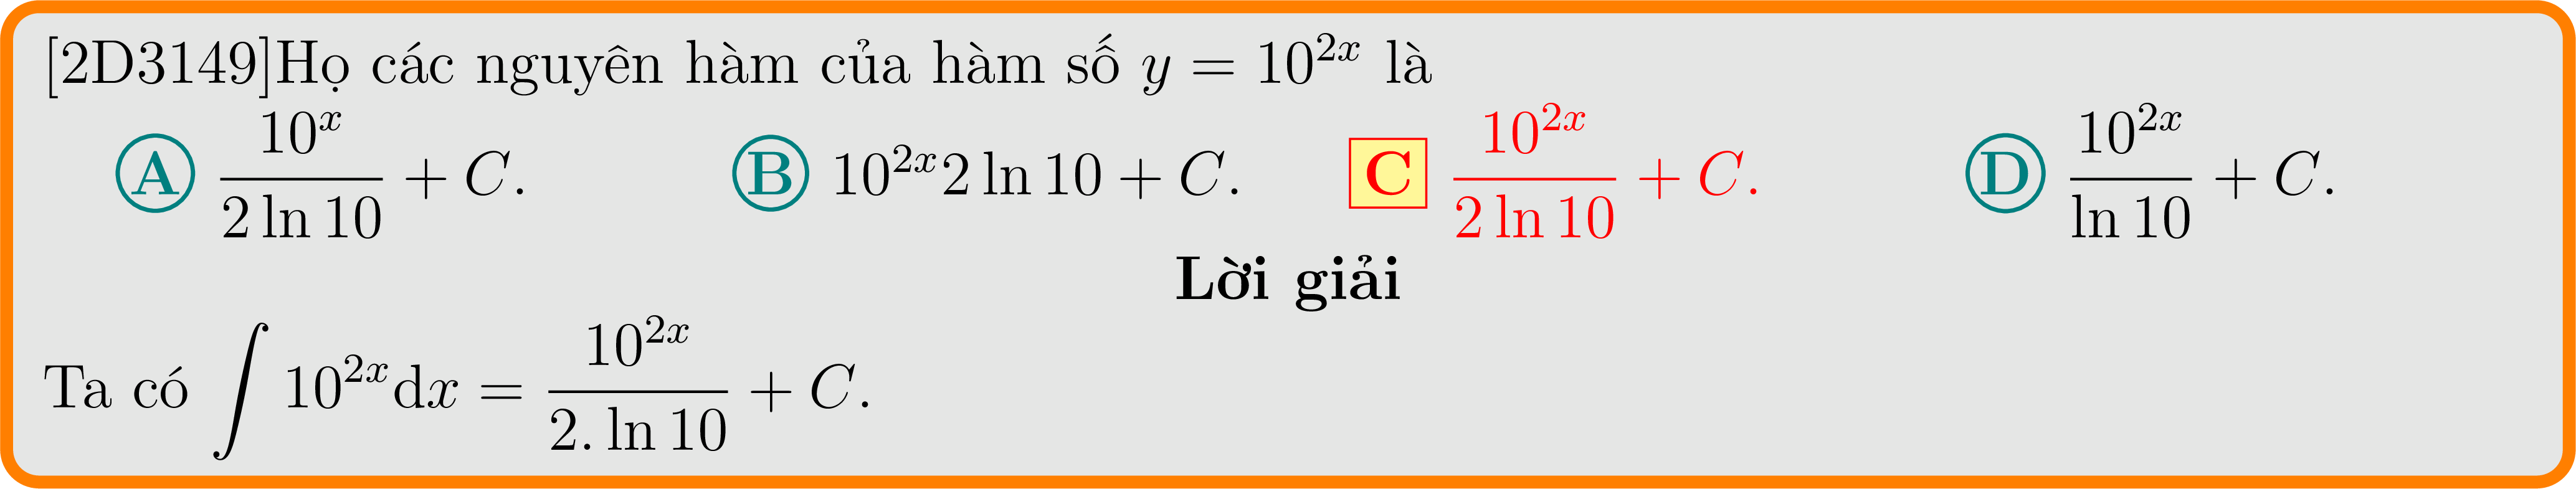 [2D3149]Họ các nguyên hàm của hàm số $y = 10^{2x}$ là
A $\frac{10^x}{2 \ln 10} + C.$ B $10^{2x} 2 \ln 10 + C.$ C $\frac{10^{2x}}{2 \ln 10} + C.$ D $\frac{10^{2x}}{\ln 10} + C.$
Lời giải
Ta có $\int 10^{2x} \mathrm{d}x = \frac{10^{2x}}{2. \ln 10} + C.$